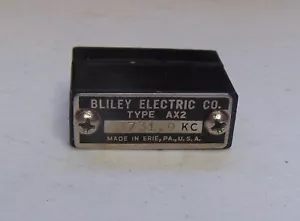 BLILEY ELECTRIC CO.
TYPE AX2
KC
MADE IN ERIE, PA., U.S.A.